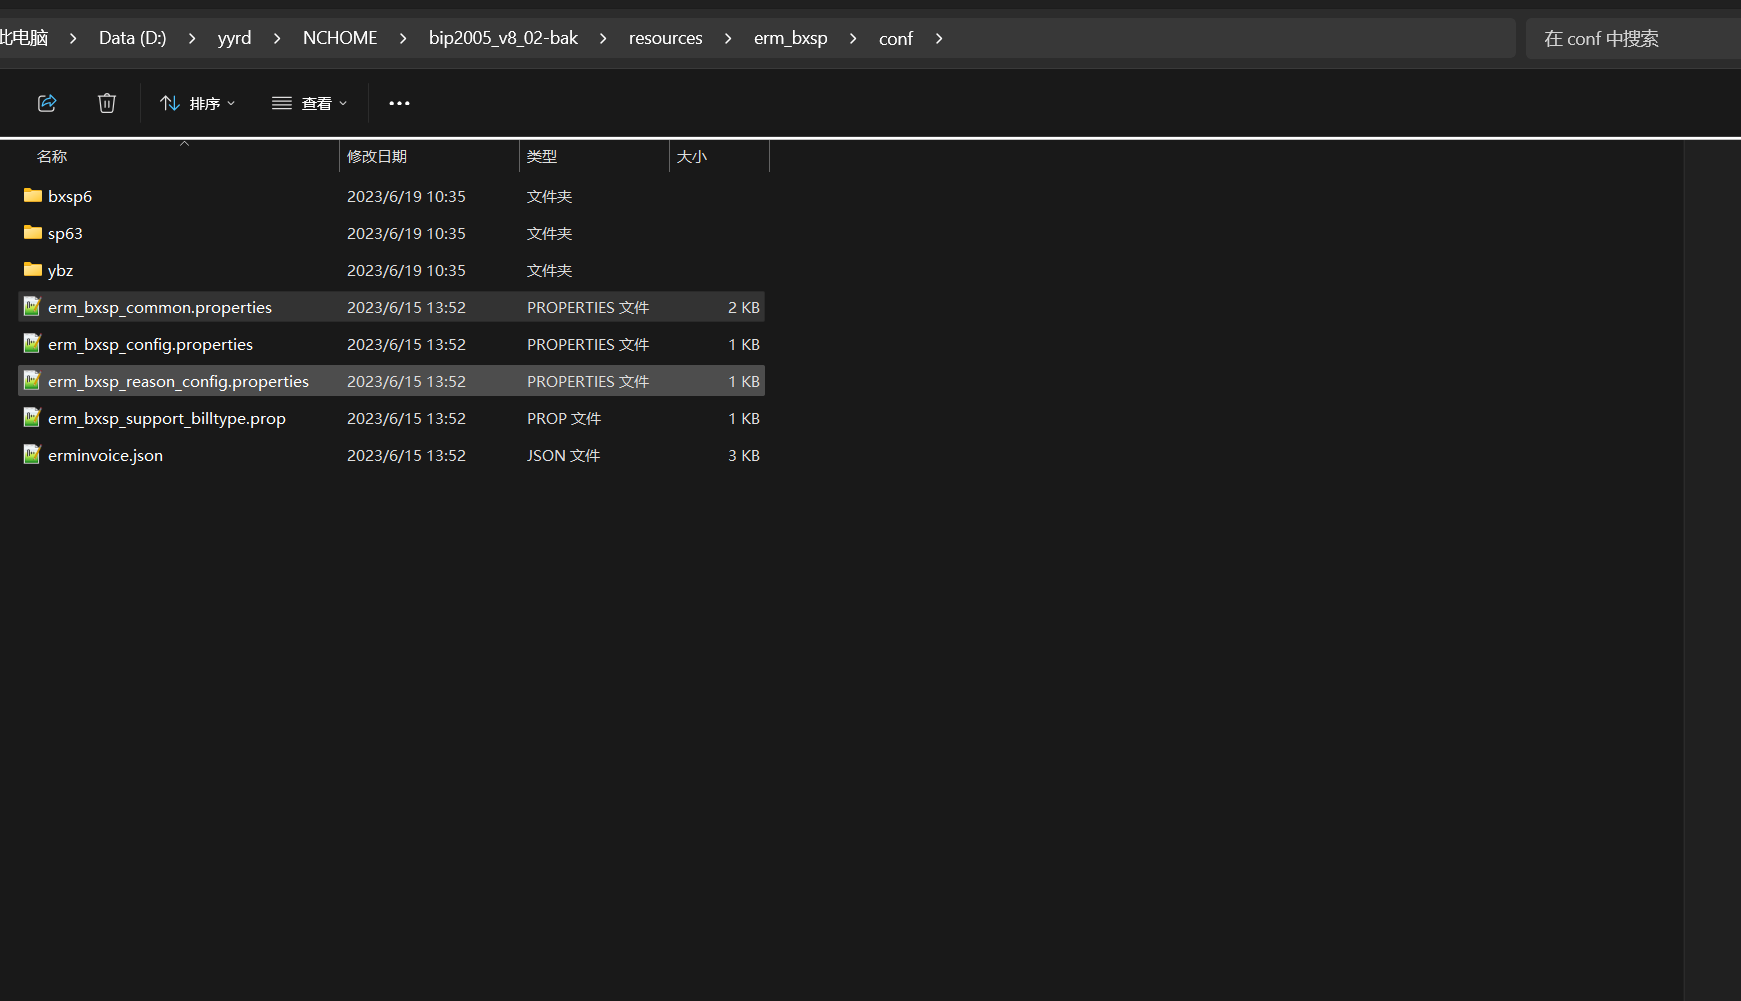 此电脑 > Data (D:) > yyrd > NCHOME > bip2005_v8_02-bak > resources > erm_bxsp > conf >
在 conf 中搜索
排序 查看
名称 修改日期 类型 大小
bxsp6 2023/6/19 10:35 文件夹
sp63 2023/6/19 10:35 文件夹
ybz 2023/6/19 10:35 文件夹
erm_bxsp_common.properties 2023/6/15 13:52 PROPERTIES 文件 2 KB
erm_bxsp_config.properties 2023/6/15 13:52 PROPERTIES 文件 1 KB
erm_bxsp_reason_config.properties 2023/6/15 13:52 PROPERTIES 文件 1 KB
erm_bxsp_support_billtype.prop 2023/6/15 13:52 PROP 文件 1 KB
erminvoice.json 2023/6/15 13:52 JSON 文件 3 KB